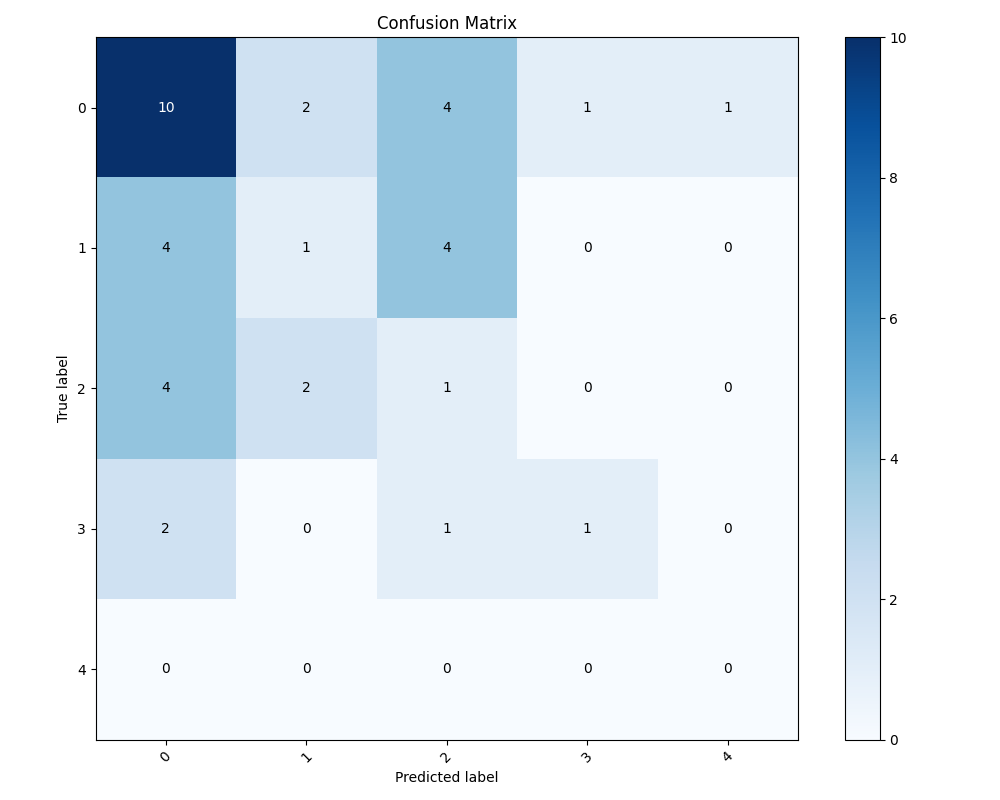 Confusion Matrix
True label
0 10 2 4 1 1
1 4 1 4 0 0
2 4 2 1 0 0
3 2 0 1 1 0
4 0 0 0 0 0
0 1 2 3 4
Predicted label
10
8
6
4
2
0